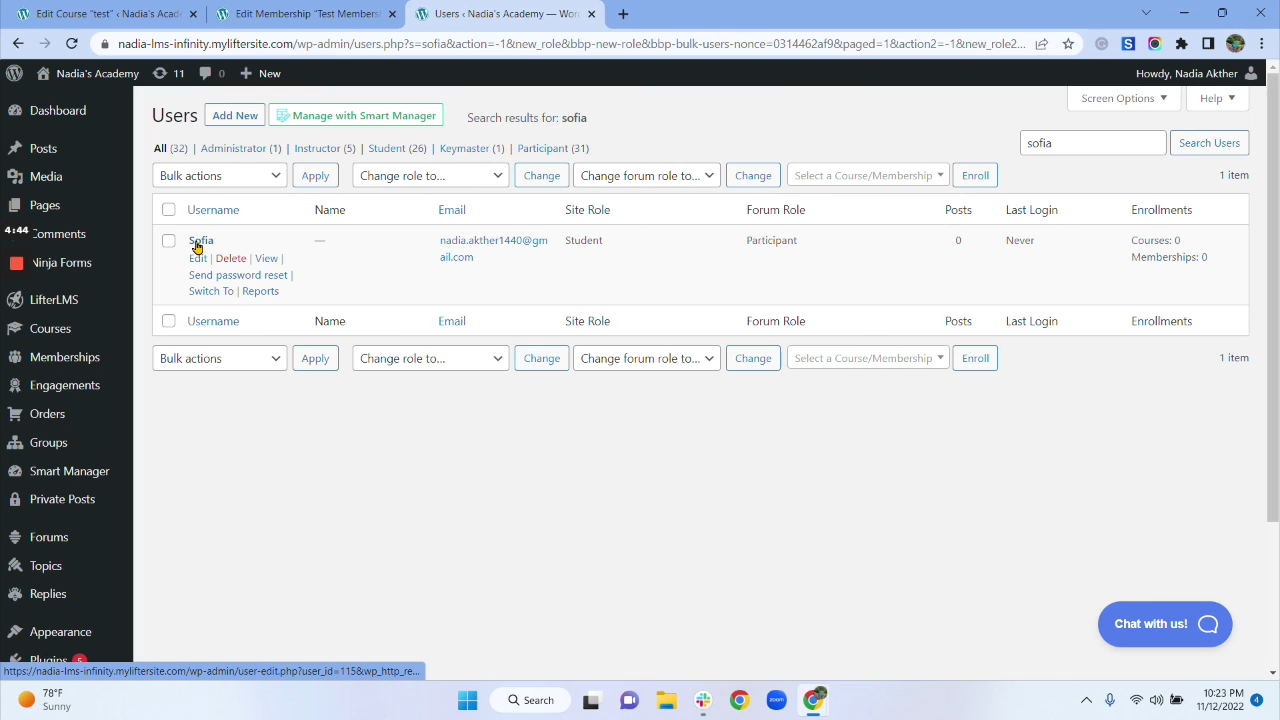 Edit Course "test" ‹ Nadia's Acade
Edit Membership "Test Members
Users ‹ Nadia's Academy — Wor
nadia-lms-infinity.myliftersite.com/wp-admin/users.php?s=sofia&action=-1&new_role&bbp-new-role&bbp-bulk-users-nonce=0314462af9&paged=1&action2=-1&new_role2...
Nadia's Academy 11 0 New Howdy, Nadia Akther
Screen Options Help
Dashboard
Posts
Media
Pages
Comments
4:44
Ninja Forms
LifterLMS
Courses
Memberships
Engagements
Orders
Groups
Smart Manager
Private Posts
Forums
Topics
Replies
Appearance
Plugins 5
Users Add New Manage with Smart Manager Search results for: sofia
All (32) | Administrator (1) | Instructor (5) | Student (26) | Keymaster (1) | Participant (31)
sofia Search Users
Bulk actions Apply Change role to... Change Change forum role to... Change Select a Course/Membership Enroll 1 item
Username Name Email Site Role Forum Role Posts Last Login Enrollments
Sofia — nadia.akther1440@gm Student Participant 0 Never Courses: 0
ail.com Memberships: 0
Edit | Delete | View |
Send password reset |
Switch To | Reports
Username Name Email Site Role Forum Role Posts Last Login Enrollments
Bulk actions Apply Change role to... Change Change forum role to... Change Select a Course/Membership Enroll 1 item
Chat with us!
https://nadia-lms-infinity.myliftersite.com/wp-admin/user-edit.php?user_id=115&wp_http_re...
78°F
Sunny
Search
zoom
10:23 PM
11/12/2022
4